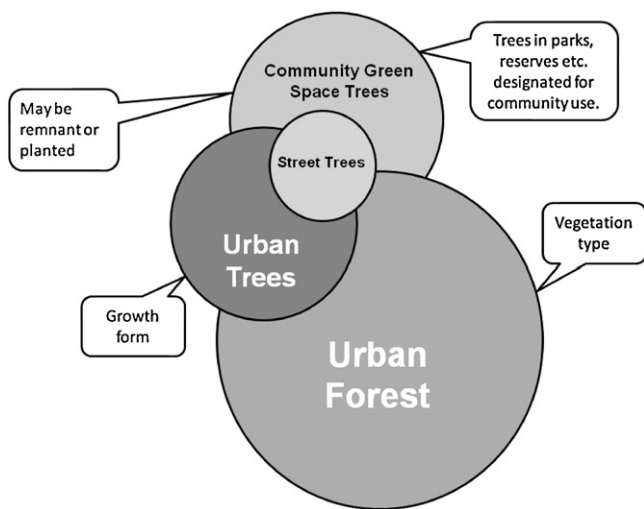 Community Green
Space Trees
Trees in parks,
reserves etc.
designated for
community use.
May be
remnant or
planted
Street Trees
Urban
Trees
Vegetation
type
Growth
form
Urban
Forest